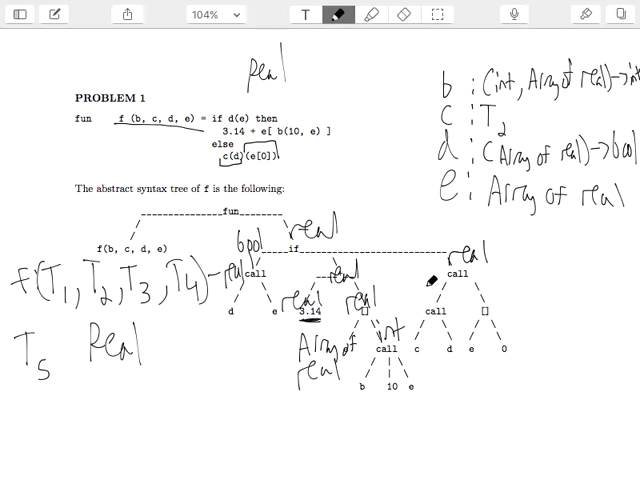 104%
T
real
PROBLEM 1
fun f (b, c, d, e) = if d(e) then
3.14 + e[ b(10, e) ]
else
c(d)(e[0])
b : (int, Array of real)→int
c : T2
d : (Array of real)→bool
e : Array of real
The abstract syntax tree of f is the following:
fun
real
f(b, c, d, e)
bool
if
real
f(T1, T2, T3, T4)→real
call
real
call
d e
real
3.14
real
[]
call
[]
T5 Real
Array of
real
int
call
c d e 0
b 10 e